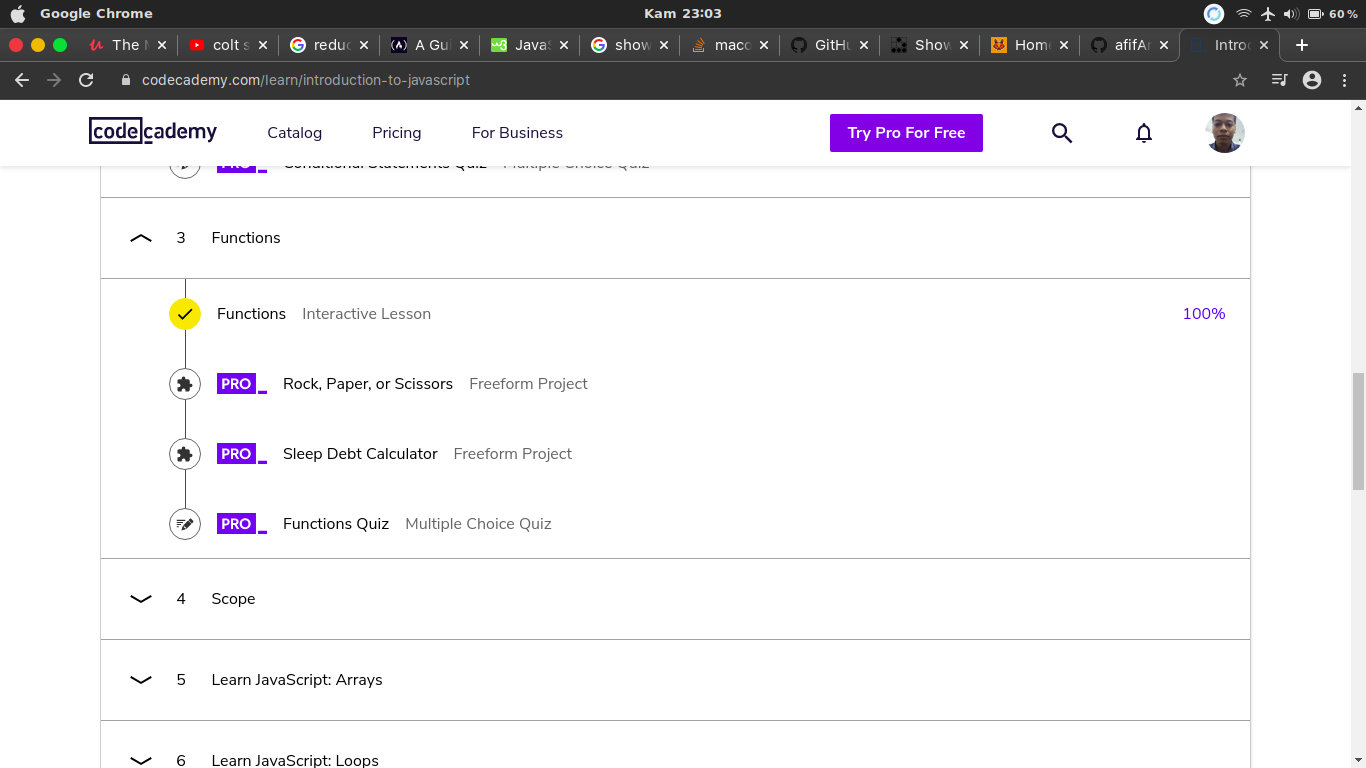 Google Chrome Kam 23:03 60 %
The M colt s reduc A Gui JavaS show maco GitHu Show Home afifAr Introd
codecademy.com/learn/introduction-to-javascript
codecademy Catalog Pricing For Business Try Pro For Free
PRO Conditional Statements Quiz Multiple Choice Quiz
3 Functions
Functions Interactive Lesson 100%
PRO Rock, Paper, or Scissors Freeform Project
PRO Sleep Debt Calculator Freeform Project
PRO Functions Quiz Multiple Choice Quiz
4 Scope
5 Learn JavaScript: Arrays
6 Learn JavaScript: Loops